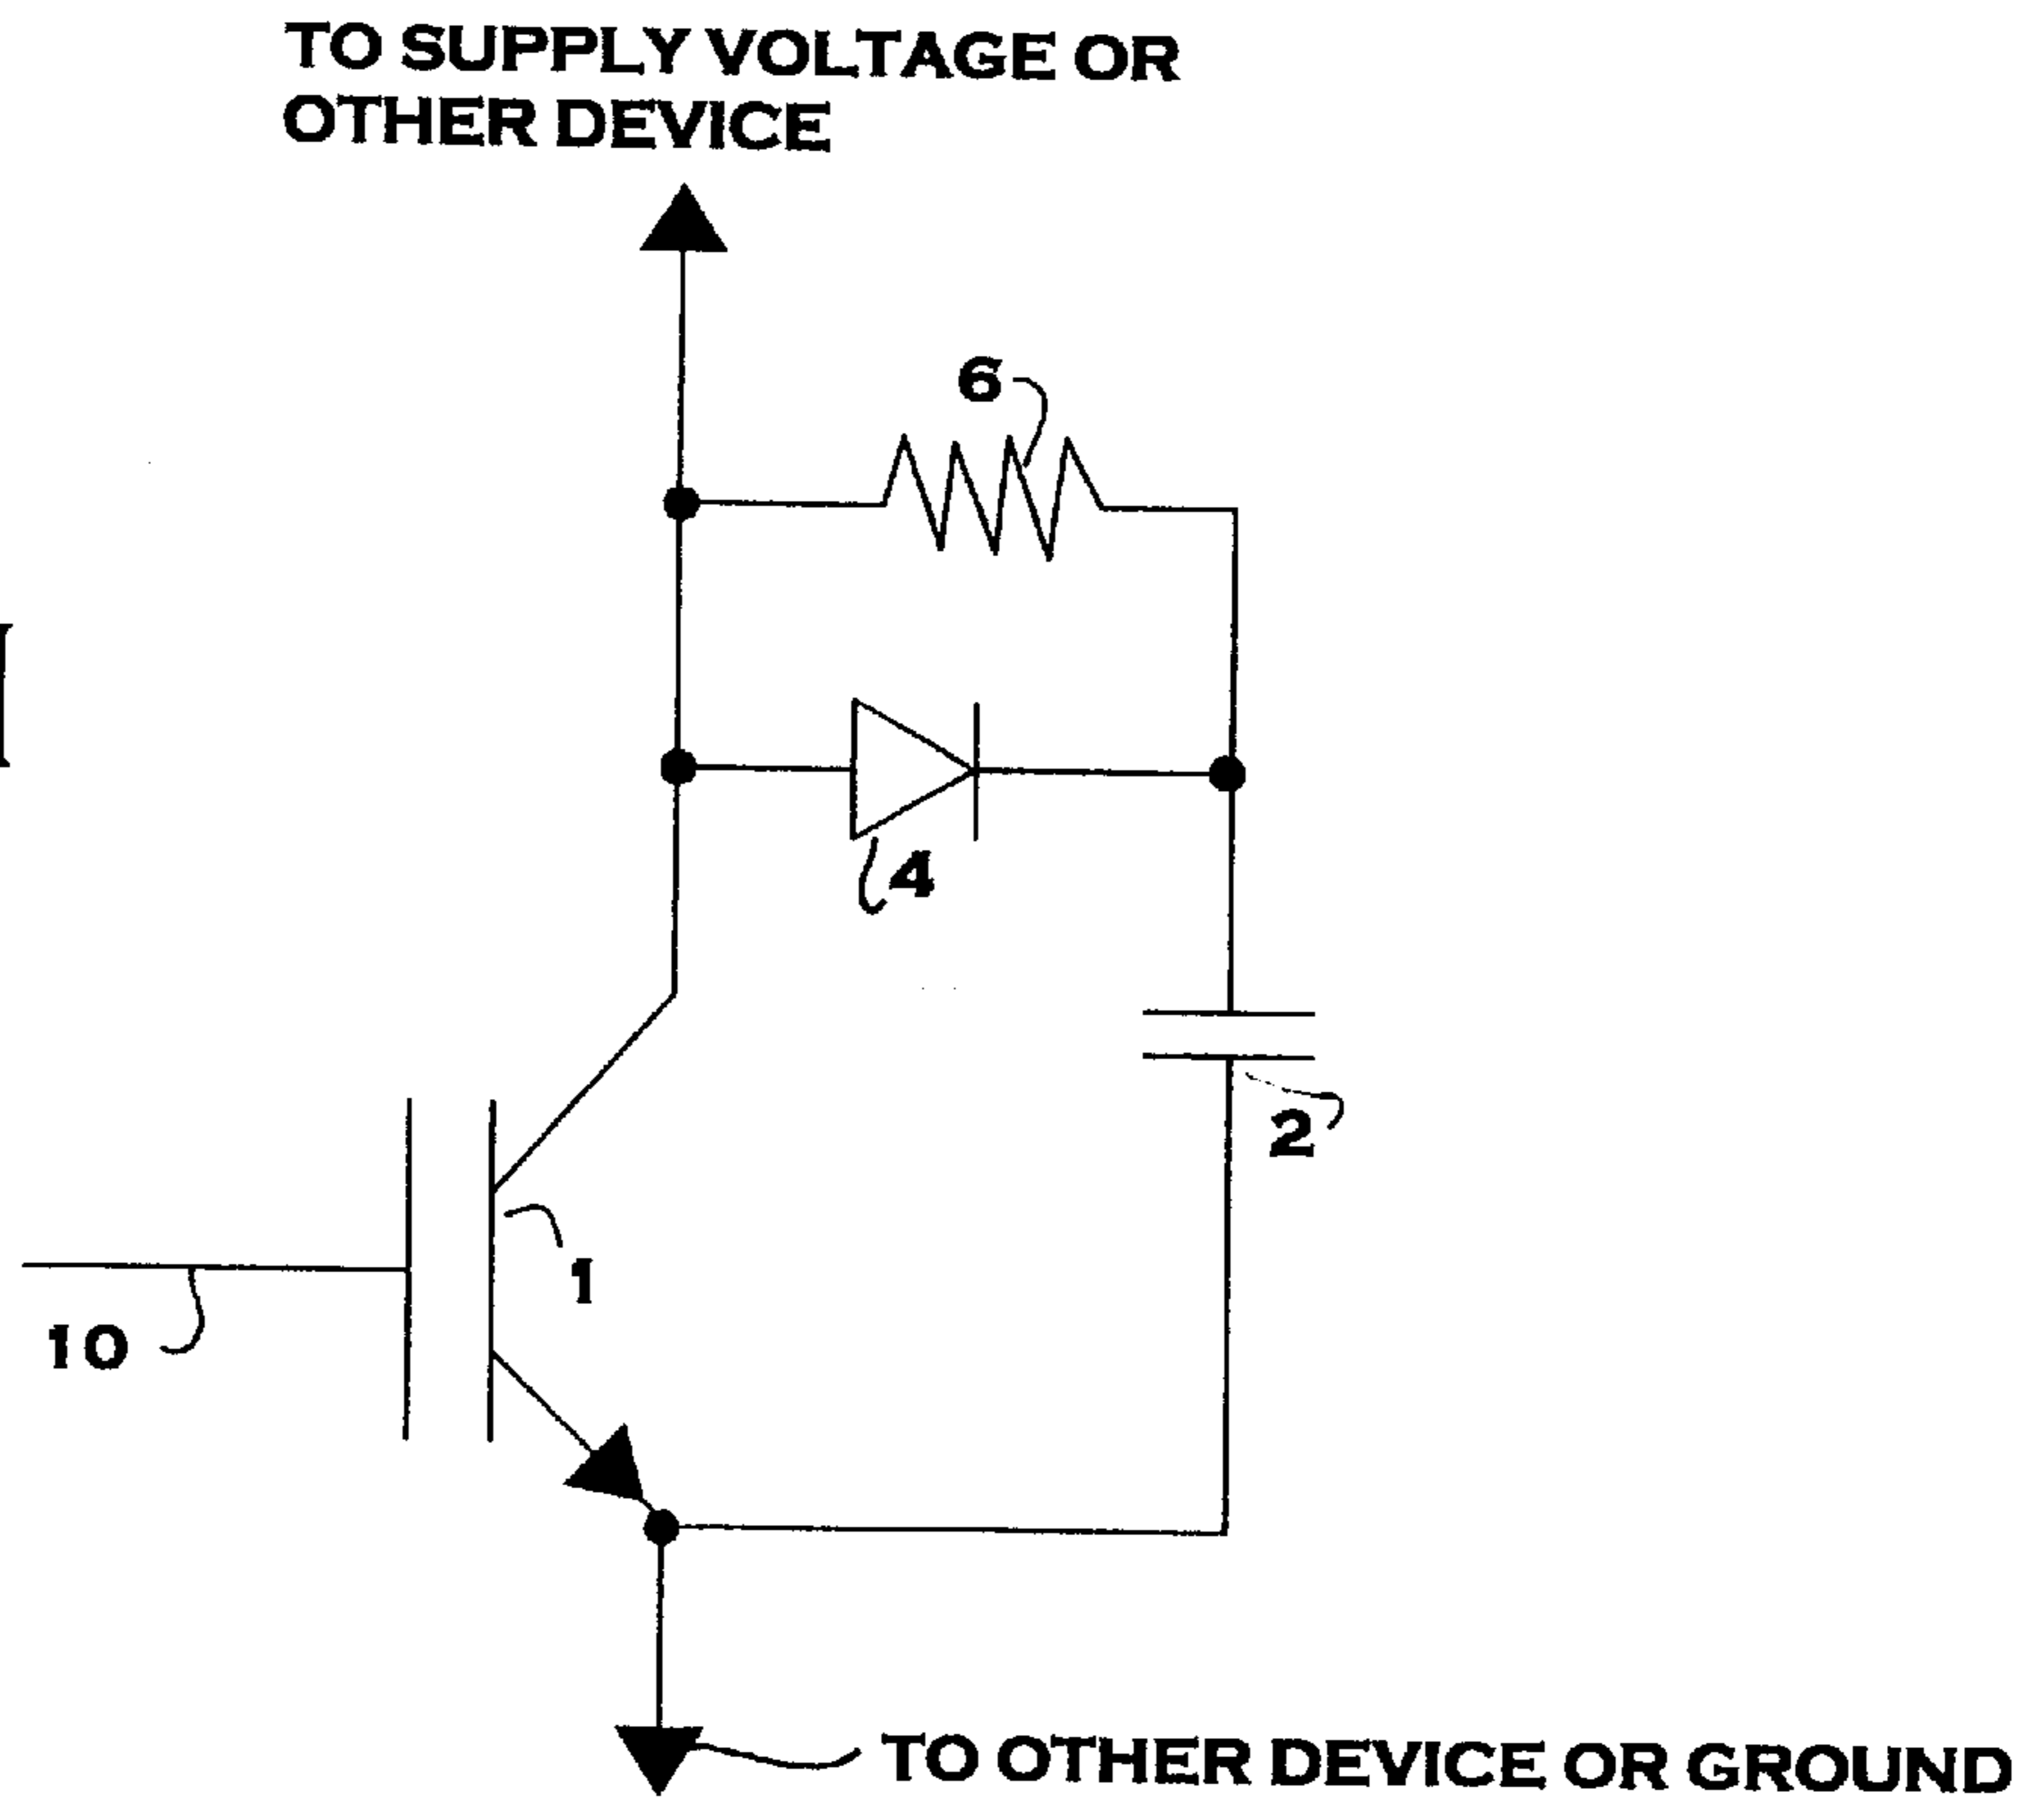 TO SUPPLY VOLTAGE OR
OTHER DEVICE
6
4
2
1
10
TO OTHER DEVICE OR GROUND